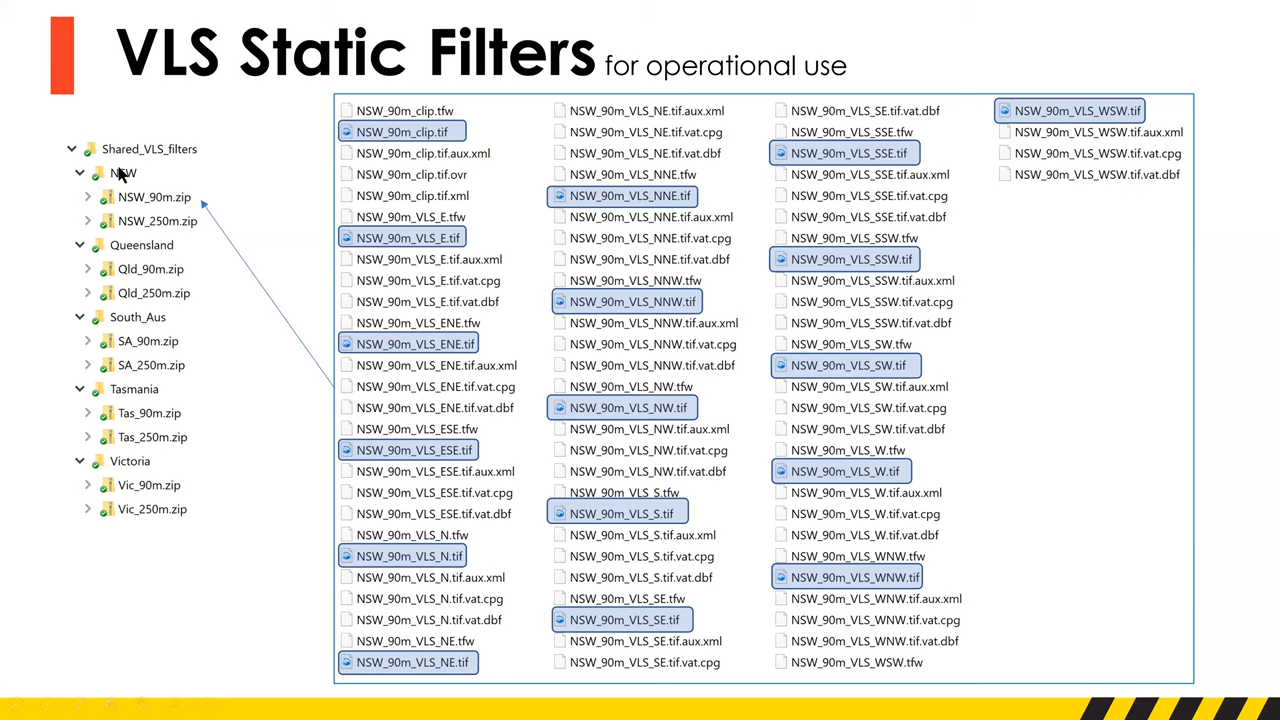 VLS Static Filters for operational use
Shared_VLS_filters
NSW
NSW_90m.zip
NSW_250m.zip
Queensland
Qld_90m.zip
Qld_250m.zip
South_Aus
SA_90m.zip
SA_250m.zip
Tasmania
Tas_90m.zip
Tas_250m.zip
Victoria
Vic_90m.zip
Vic_250m.zip
NSW_90m_clip.tfw
NSW_90m_clip.tif
NSW_90m_clip.tif.aux.xml
NSW_90m_clip.tif.ovr
NSW_90m_clip.tif.xml
NSW_90m_VLS_E.tfw
NSW_90m_VLS_E.tif
NSW_90m_VLS_E.tif.aux.xml
NSW_90m_VLS_E.tif.vat.cpg
NSW_90m_VLS_E.tif.vat.dbf
NSW_90m_VLS_ENE.tfw
NSW_90m_VLS_ENE.tif
NSW_90m_VLS_ENE.tif.aux.xml
NSW_90m_VLS_ENE.tif.vat.cpg
NSW_90m_VLS_ENE.tif.vat.dbf
NSW_90m_VLS_ESE.tfw
NSW_90m_VLS_ESE.tif
NSW_90m_VLS_ESE.tif.aux.xml
NSW_90m_VLS_ESE.tif.vat.cpg
NSW_90m_VLS_ESE.tif.vat.dbf
NSW_90m_VLS_N.tfw
NSW_90m_VLS_N.tif
NSW_90m_VLS_N.tif.aux.xml
NSW_90m_VLS_N.tif.vat.cpg
NSW_90m_VLS_N.tif.vat.dbf
NSW_90m_VLS_NE.tfw
NSW_90m_VLS_NE.tif
NSW_90m_VLS_NE.tif.aux.xml
NSW_90m_VLS_NE.tif.vat.cpg
NSW_90m_VLS_NE.tif.vat.dbf
NSW_90m_VLS_NNE.tfw
NSW_90m_VLS_NNE.tif
NSW_90m_VLS_NNE.tif.aux.xml
NSW_90m_VLS_NNE.tif.vat.cpg
NSW_90m_VLS_NNE.tif.vat.dbf
NSW_90m_VLS_NNW.tfw
NSW_90m_VLS_NNW.tif
NSW_90m_VLS_NNW.tif.aux.xml
NSW_90m_VLS_NNW.tif.vat.cpg
NSW_90m_VLS_NNW.tif.vat.dbf
NSW_90m_VLS_NW.tfw
NSW_90m_VLS_NW.tif
NSW_90m_VLS_NW.tif.aux.xml
NSW_90m_VLS_NW.tif.vat.cpg
NSW_90m_VLS_NW.tif.vat.dbf
NSW_90m_VLS_S.tfw
NSW_90m_VLS_S.tif
NSW_90m_VLS_S.tif.aux.xml
NSW_90m_VLS_S.tif.vat.cpg
NSW_90m_VLS_S.tif.vat.dbf
NSW_90m_VLS_SE.tfw
NSW_90m_VLS_SE.tif
NSW_90m_VLS_SE.tif.aux.xml
NSW_90m_VLS_SE.tif.vat.cpg
NSW_90m_VLS_SE.tif.vat.dbf
NSW_90m_VLS_SSE.tfw
NSW_90m_VLS_SSE.tif
NSW_90m_VLS_SSE.tif.aux.xml
NSW_90m_VLS_SSE.tif.vat.cpg
NSW_90m_VLS_SSE.tif.vat.dbf
NSW_90m_VLS_SSW.tfw
NSW_90m_VLS_SSW.tif
NSW_90m_VLS_SSW.tif.aux.xml
NSW_90m_VLS_SSW.tif.vat.cpg
NSW_90m_VLS_SSW.tif.vat.dbf
NSW_90m_VLS_SW.tfw
NSW_90m_VLS_SW.tif
NSW_90m_VLS_SW.tif.aux.xml
NSW_90m_VLS_SW.tif.vat.cpg
NSW_90m_VLS_SW.tif.vat.dbf
NSW_90m_VLS_W.tfw
NSW_90m_VLS_W.tif
NSW_90m_VLS_W.tif.aux.xml
NSW_90m_VLS_W.tif.vat.cpg
NSW_90m_VLS_W.tif.vat.dbf
NSW_90m_VLS_WNW.tfw
NSW_90m_VLS_WNW.tif
NSW_90m_VLS_WNW.tif.aux.xml
NSW_90m_VLS_WNW.tif.vat.cpg
NSW_90m_VLS_WNW.tif.vat.dbf
NSW_90m_VLS_WSW.tfw
NSW_90m_VLS_WSW.tif
NSW_90m_VLS_WSW.tif.aux.xml
NSW_90m_VLS_WSW.tif.vat.cpg
NSW_90m_VLS_WSW.tif.vat.dbf